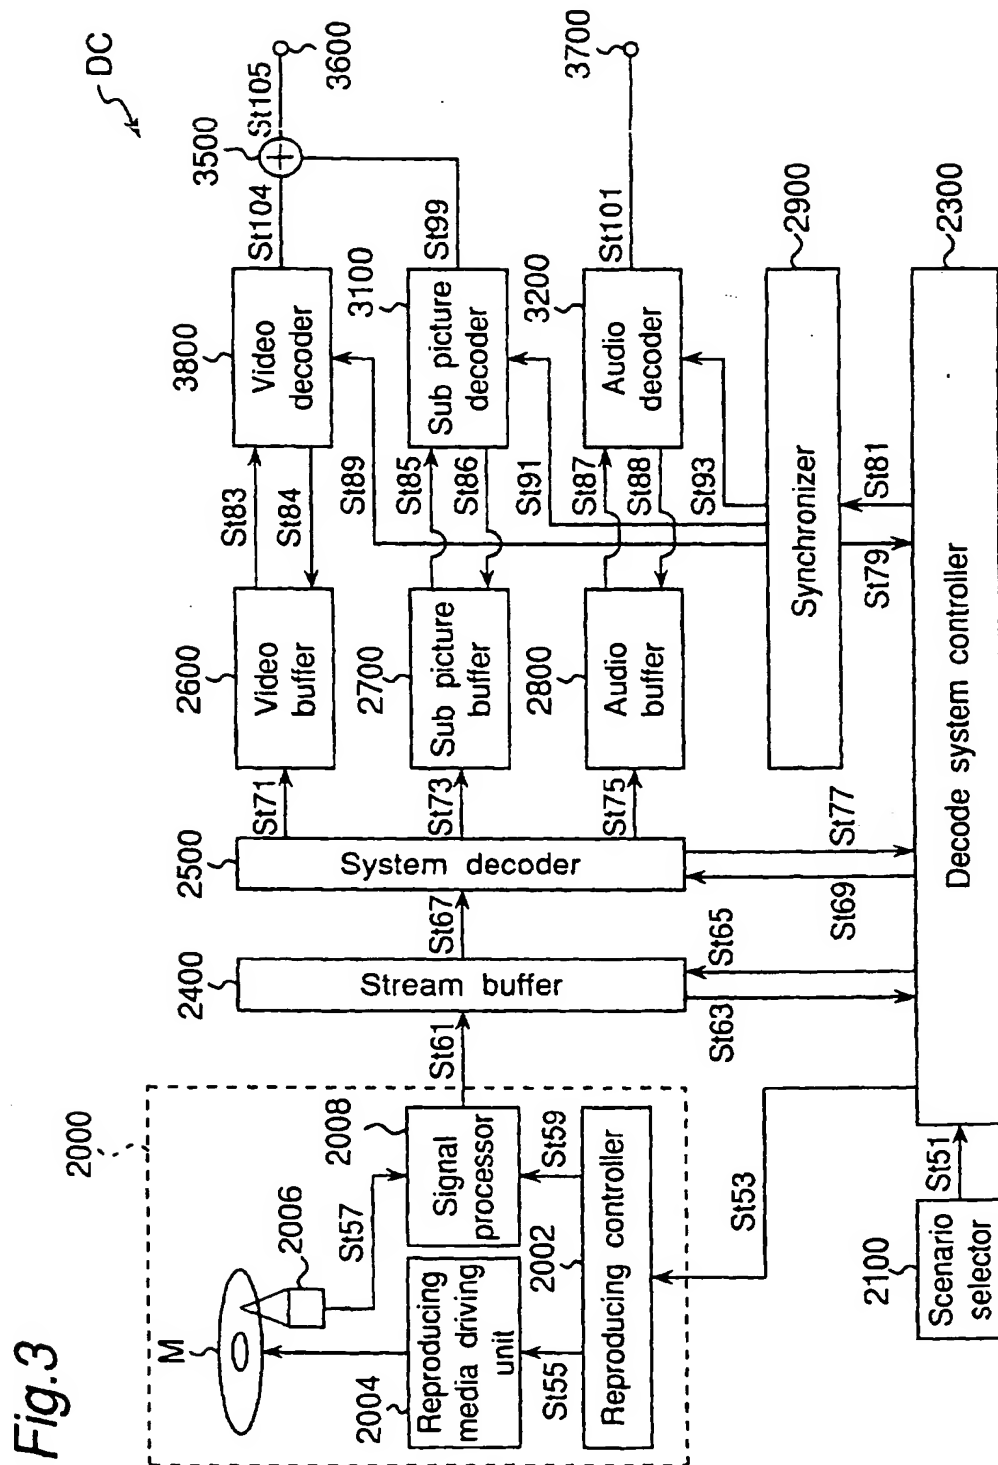 Fig.3
DC
2000
M
2006
St57
2004
Reproducing
media driving
unit
2008
Signal
processor
St55
2002
St59
Reproducing controller
St53
2100
Scenario
selector
St51
St61
2400
Stream buffer
St63
St65
St67
2500
System decoder
St69
St77
St71
St73
St75
2600
Video
buffer
2700
Sub picture
buffer
2800
Audio
buffer
St83
St84
St89
St85
St86
St91
St87
St88
St93
3800
Video
decoder
3100
Sub picture
decoder
3200
Audio
decoder
St104
3500
St105
3600
St99
St101
3700
2900
Synchronizer
St79
St81
2300
Decode system controller